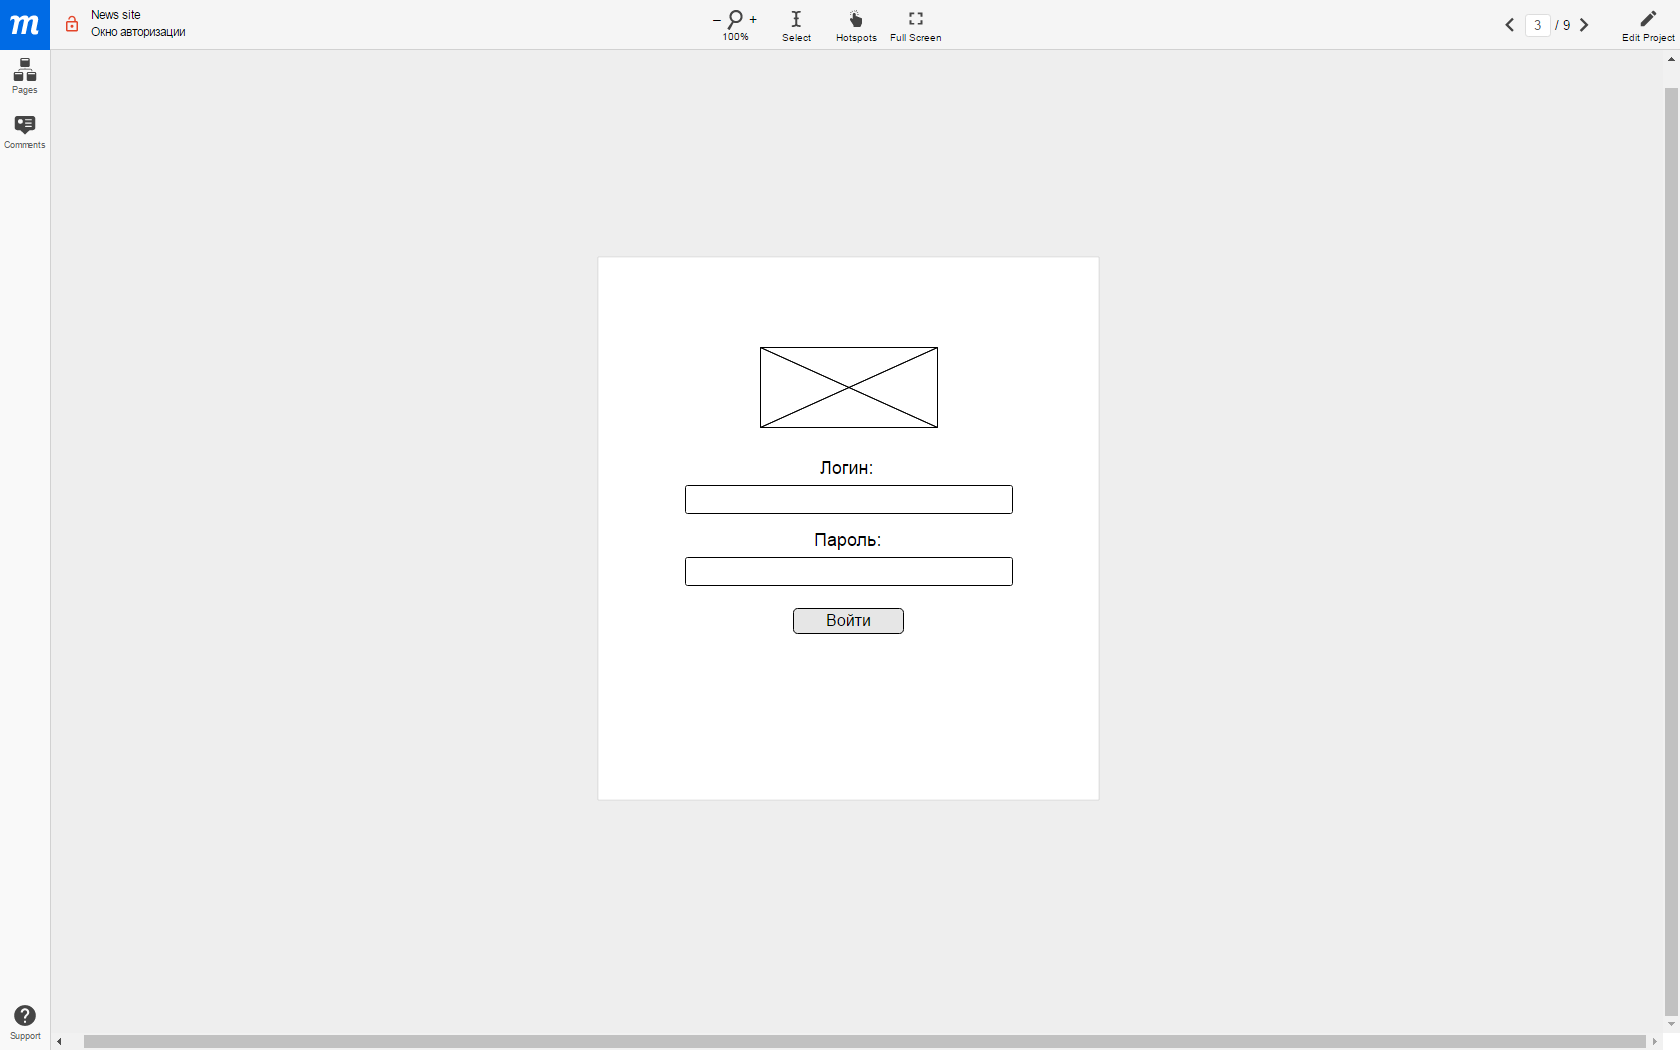 m
News site
Окно авторизации
– +
100%
Select
Hotspots
Full Screen
3 / 9
Edit Project
Pages
Comments
Логин:
Пароль:
Войти
?
Support